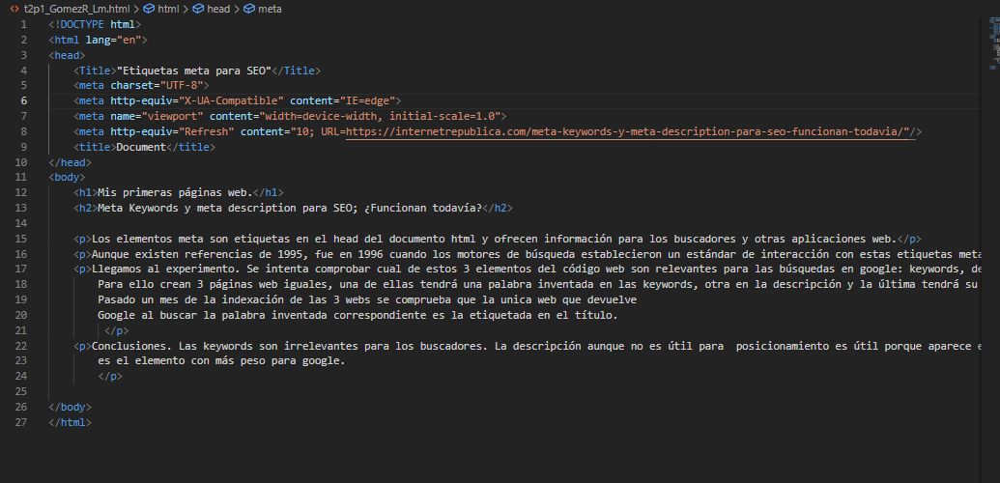 t2p1_GomezR_Lm.html > html > head > meta
1 <!DOCTYPE html>
2 <html lang="en">
3 <head>
4 <Title>"Etiquetas meta para SEO"</Title>
5 <meta charset="UTF-8">
6 <meta http-equiv="X-UA-Compatible" content="IE=edge">
7 <meta name="viewport" content="width=device-width, initial-scale=1.0">
8 <meta http-equiv="Refresh" content="10; URL=https://internetrepublica.com/meta-keywords-y-meta-description-para-seo-funcionan-todavia/"/>
9 <title>Document</title>
10 </head>
11 <body>
12 <h1>Mis primeras páginas web.</h1>
13 <h2>Meta Keywords y meta description para SEO; ¿Funcionan todavía?</h2>
14
15 <p>Los elementos meta son etiquetas en el head del documento html y ofrecen información para los buscadores y otras aplicaciones web.</p>
16 <p>Aunque existen referencias de 1995, fue en 1996 cuando los motores de búsqueda establecieron un estándar de interacción con estas etiquetas meta
17 <p>Llegamos al experimento. Se intenta comprobar cual de estos 3 elementos del código web son relevantes para las búsquedas en google: keywords, de
18 Para ello crean 3 páginas web iguales, una de ellas tendrá una palabra inventada en las keywords, otra en la descripción y la última tendrá su
19 Pasado un mes de la indexación de las 3 webs se comprueba que la unica web que devuelve
20 Google al buscar la palabra inventada correspondiente es la etiquetada en el título.
21 </p>
22 <p>Conclusiones. Las keywords son irrelevantes para los buscadores. La descripción aunque no es útil para  posicionamiento es útil porque aparece e
23 es el elemento con más peso para google.
24 </p>
25
26 </body>
27 </html>